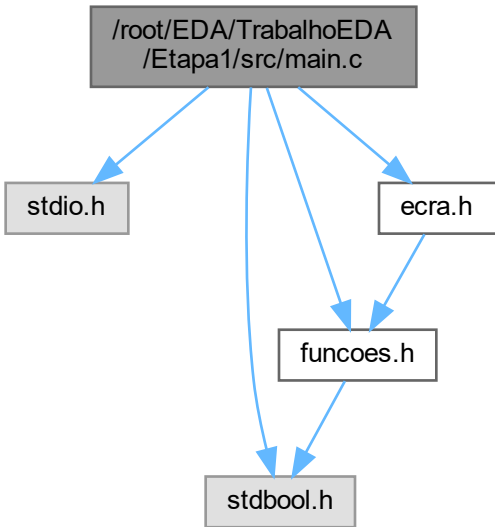 /root/EDA/TrabalhoEDA
/Etapa1/src/main.c
stdio.h
ecra.h
funcoes.h
stdbool.h